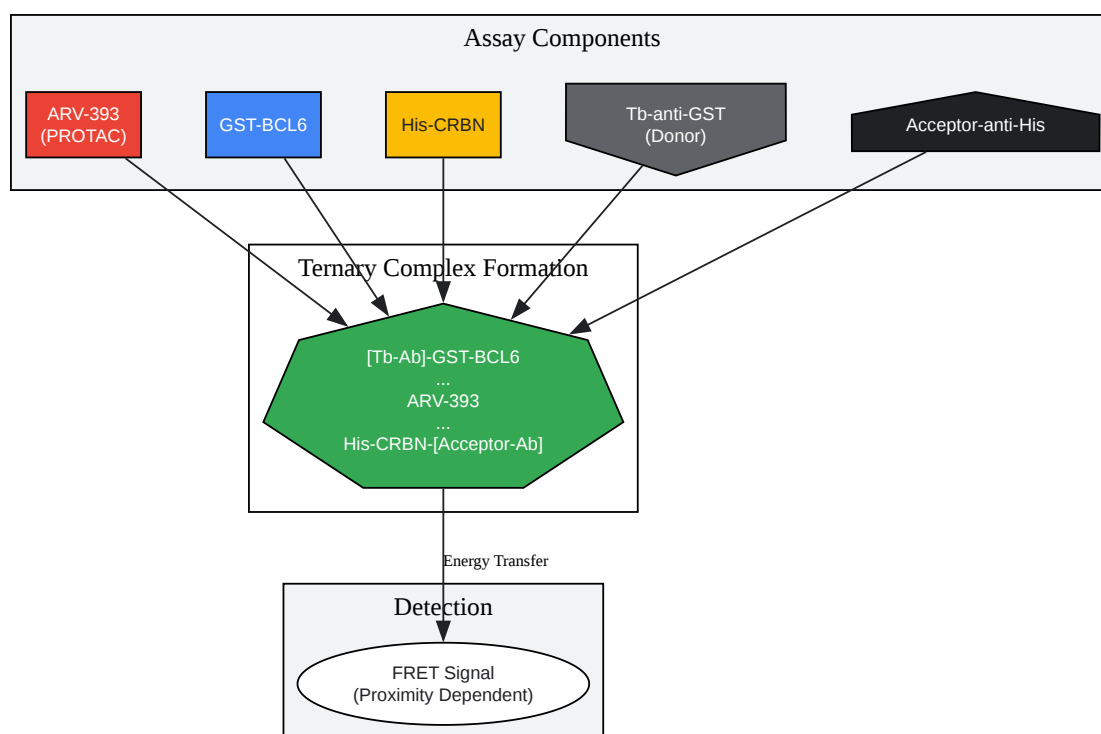 Assay Components
ARV-393
(PROTAC)
GST-BCL6
His-CRBN
Tb-anti-GST
(Donor)
Acceptor-anti-His
Ternary Complex Formation
[Tb-Ab]-GST-BCL6
...
ARV-393
...
His-CRBN-[Acceptor-Ab]
Energy Transfer
Detection
FRET Signal
(Proximity Dependent)